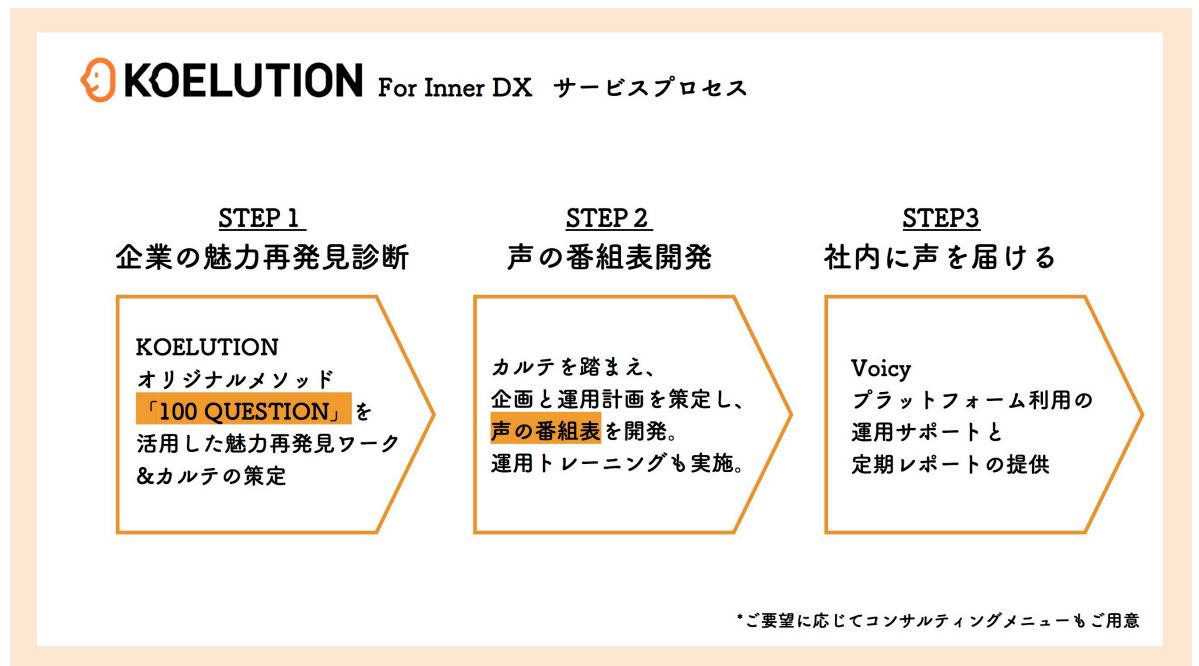 KOELUTION For Inner DX サービスプロセス
STEP 1
企業の魅力再発見診断
KOELUTION
オリジナルメソッド
「100 QUESTION」を
活用した魅力再発見ワーク
&カルテの策定
STEP 2
声の番組表開発
カルテを踏まえ、
企画と運用計画を策定し、
声の番組表を開発。
運用トレーニングも実施。
STEP3
社内に声を届ける
Voicy
プラットフォーム利用の
運用サポートと
定期レポートの提供
*ご要望に応じてコンサルティングメニューもご用意